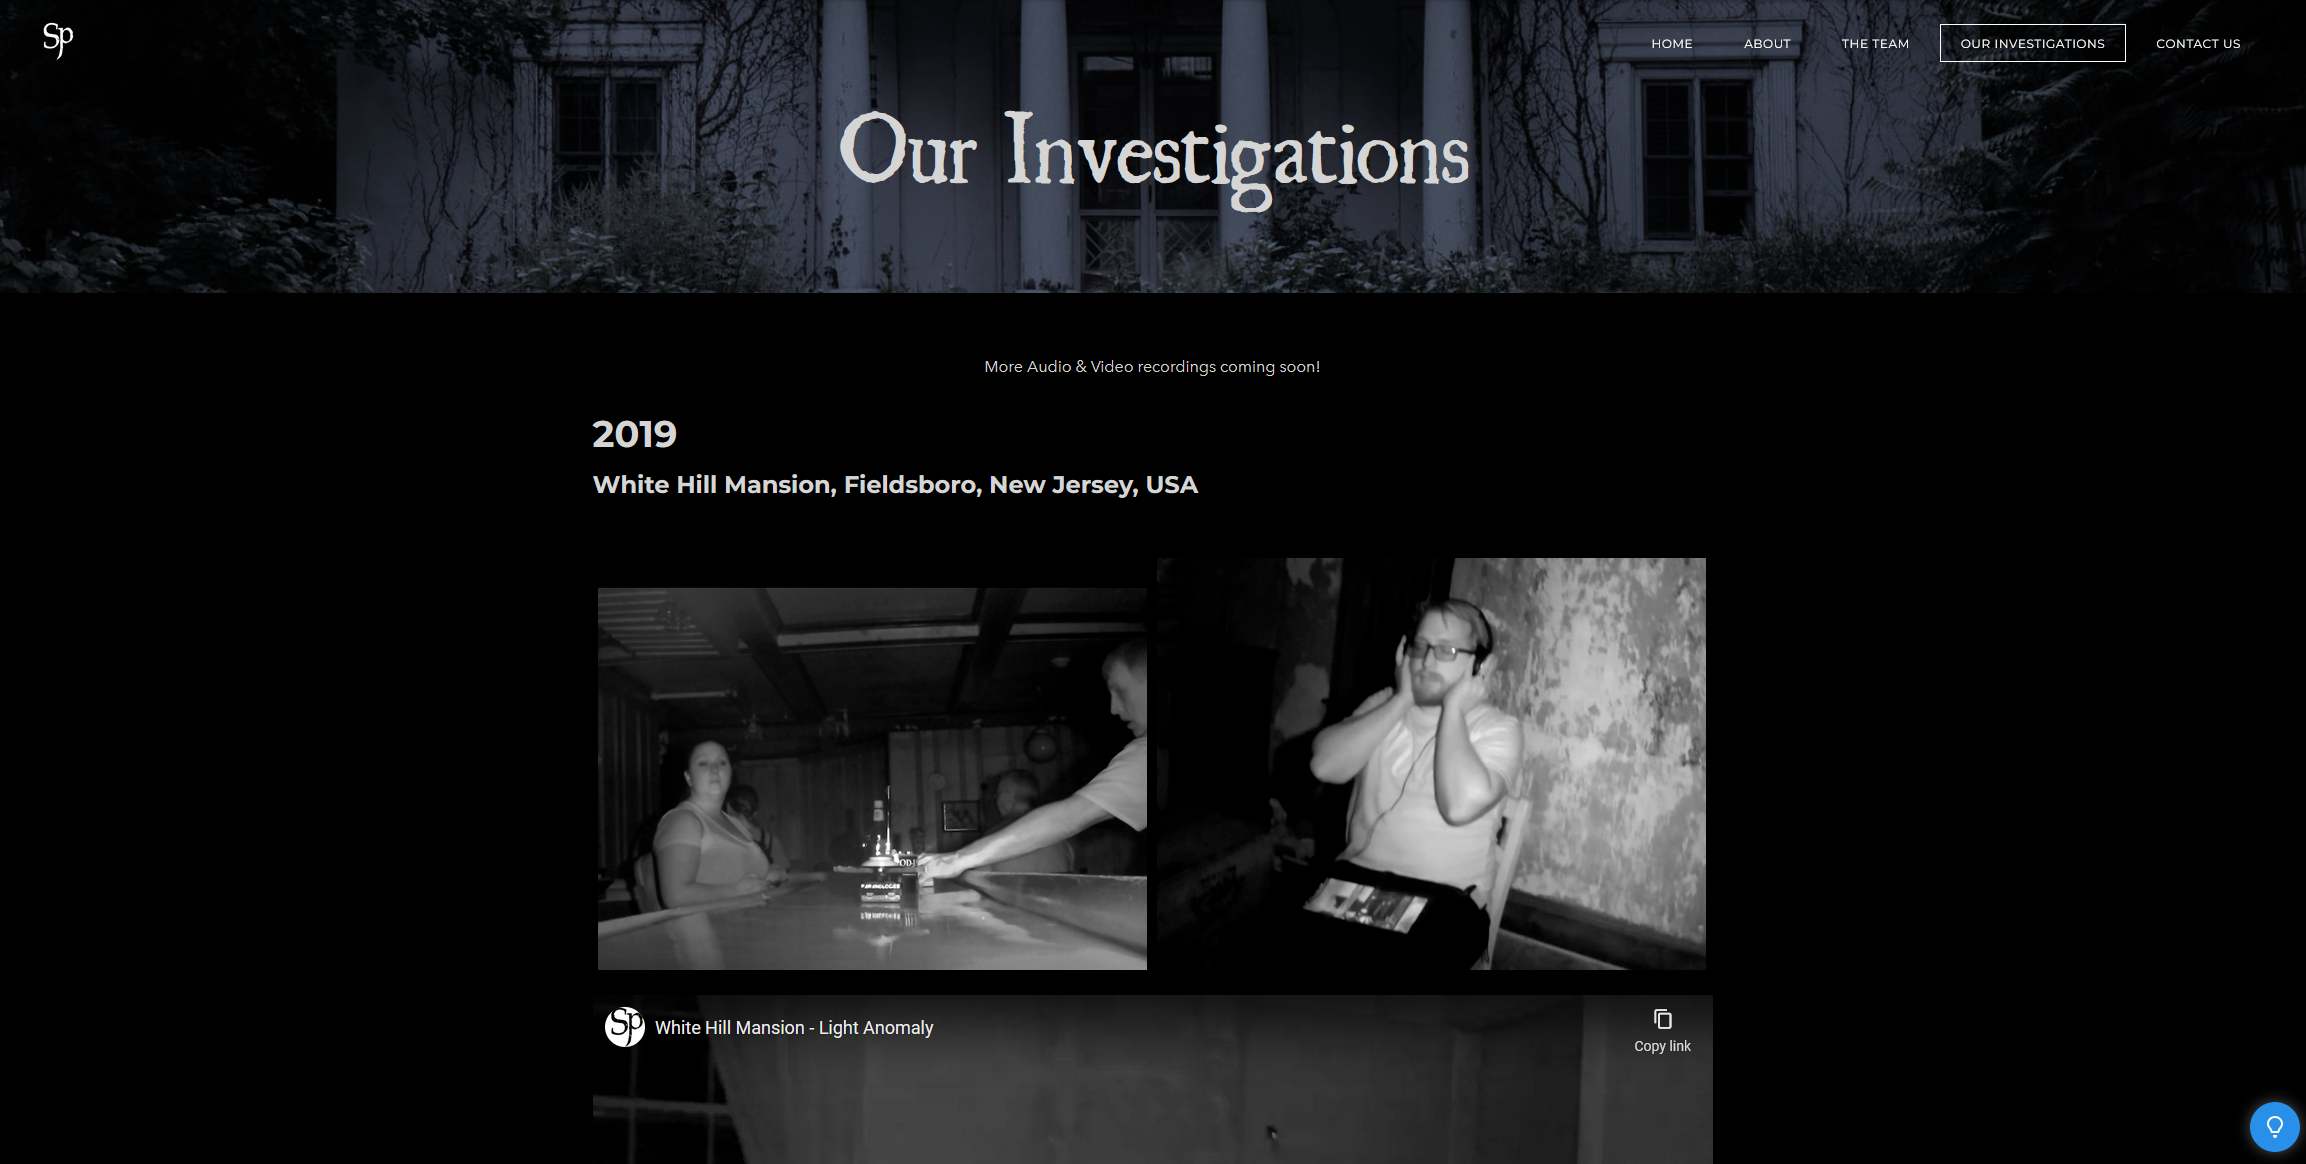 Sp
HOME ABOUT THE TEAM OUR INVESTIGATIONS CONTACT US
Our Investigations
More Audio & Video recordings coming soon!
2019
White Hill Mansion, Fieldsboro, New Jersey, USA
Sp White Hill Mansion - Light Anomaly
Copy link